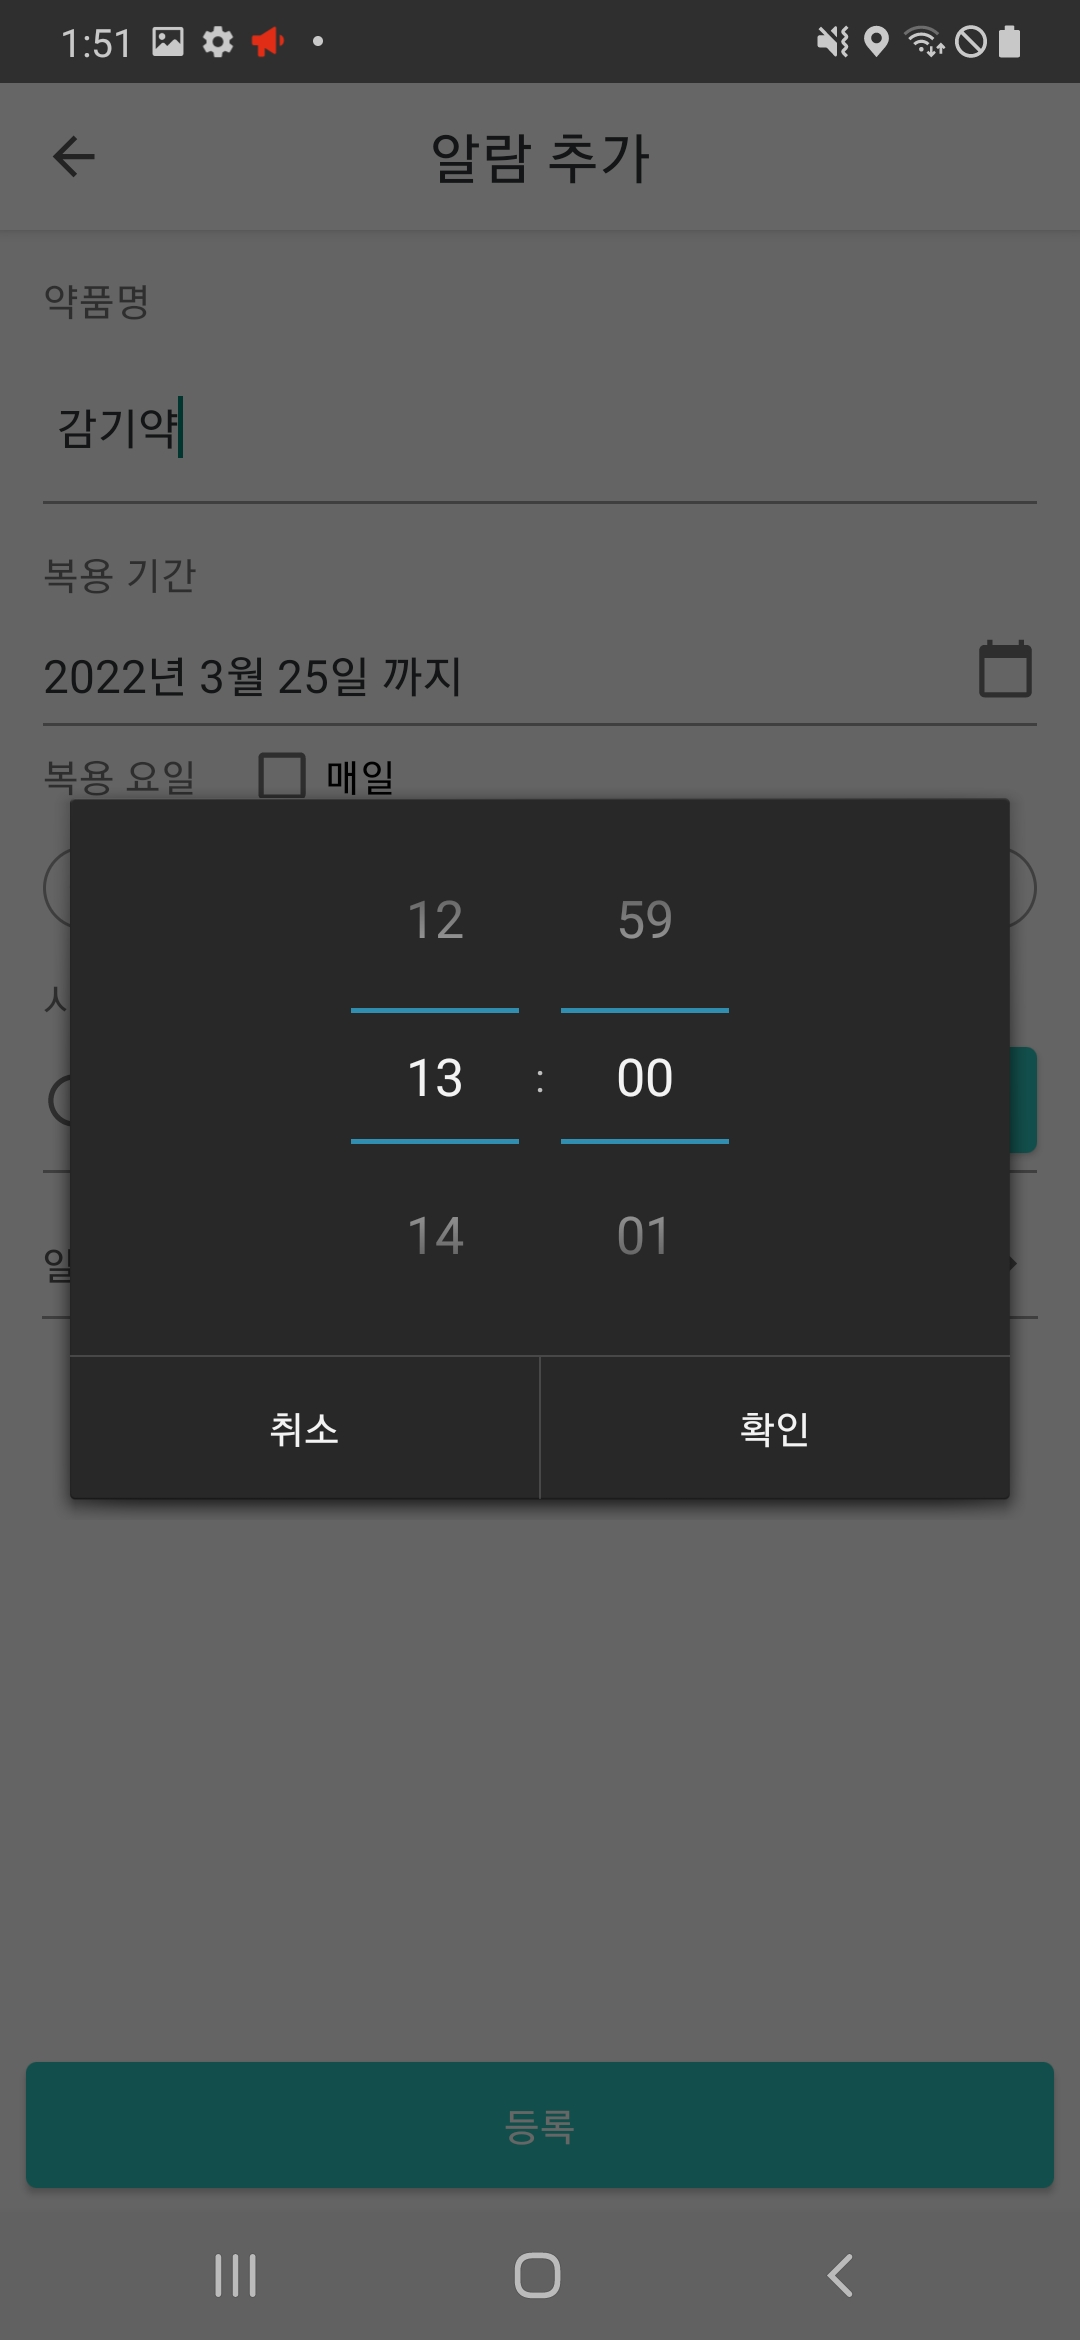 1:51
알람 추가
약품명
감기약
복용 기간
2022년 3월 25일 까지
복용 요일 매일
12 59
13 : 00
14 01
취소 확인
등록